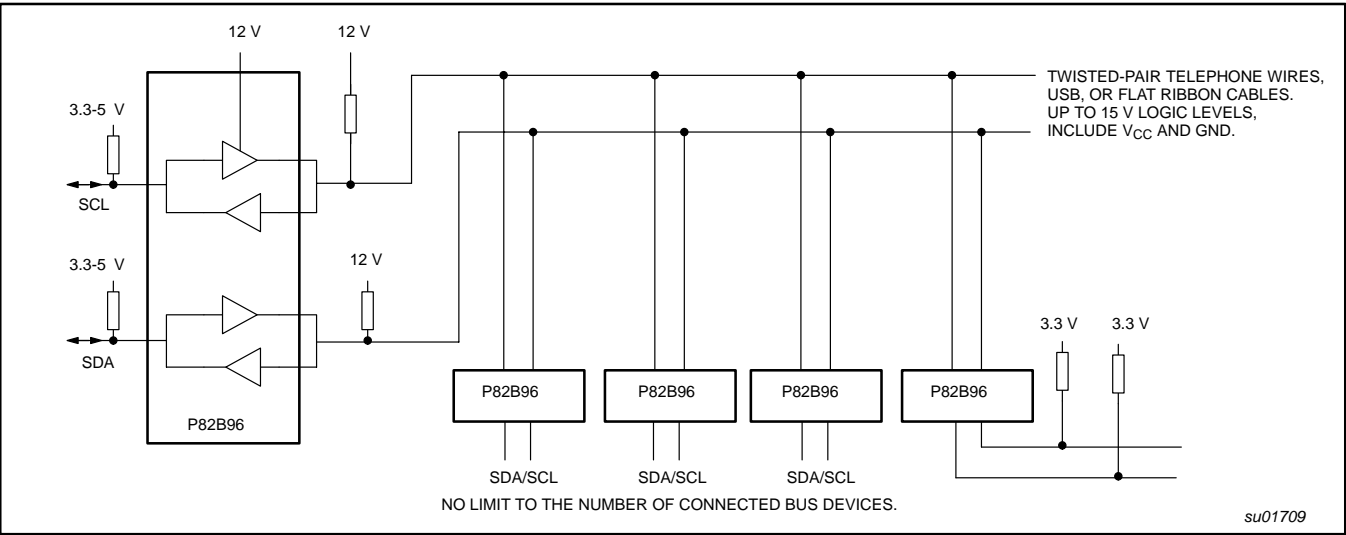 12 V
12 V
3.3-5 V
SCL
3.3-5 V
12 V
SDA
P82B96
TWISTED-PAIR TELEPHONE WIRES,
USB, OR FLAT RIBBON CABLES.
UP TO 15 V LOGIC LEVELS,
INCLUDE VCC AND GND.
3.3 V
3.3 V
P82B96
P82B96
P82B96
P82B96
SDA/SCL
SDA/SCL
SDA/SCL
NO LIMIT TO THE NUMBER OF CONNECTED BUS DEVICES.
su01709